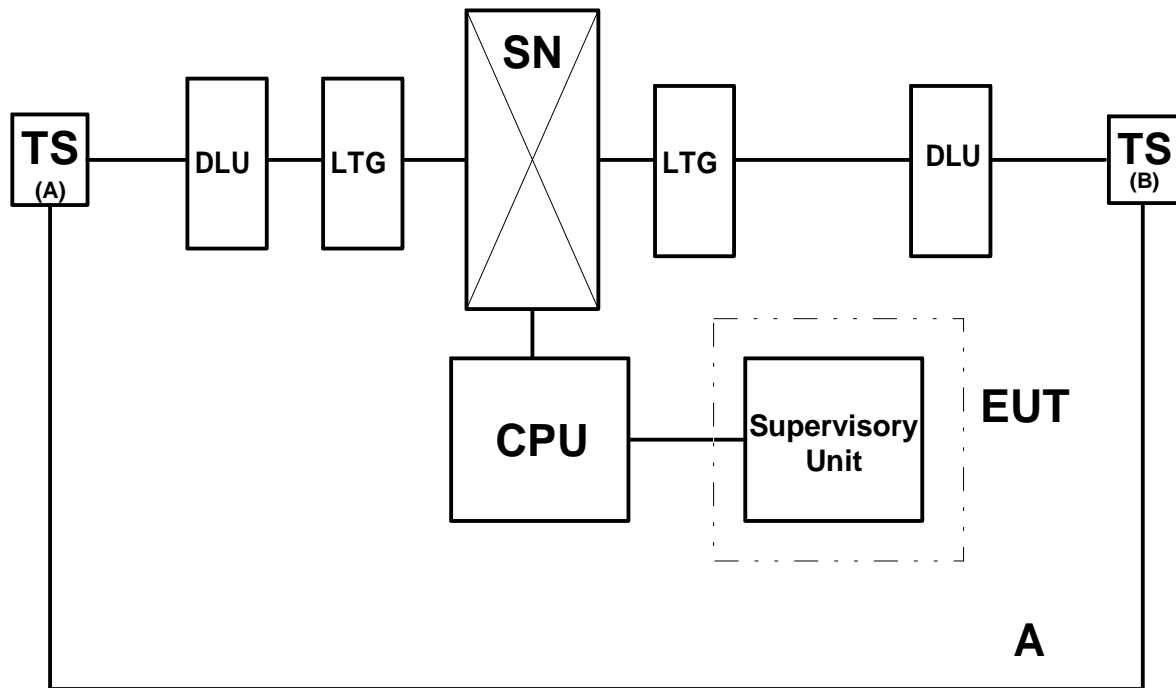 SN
TS
(A)
DLU
LTG
LTG
DLU
TS
(B)
CPU
Supervisory
Unit
EUT
A